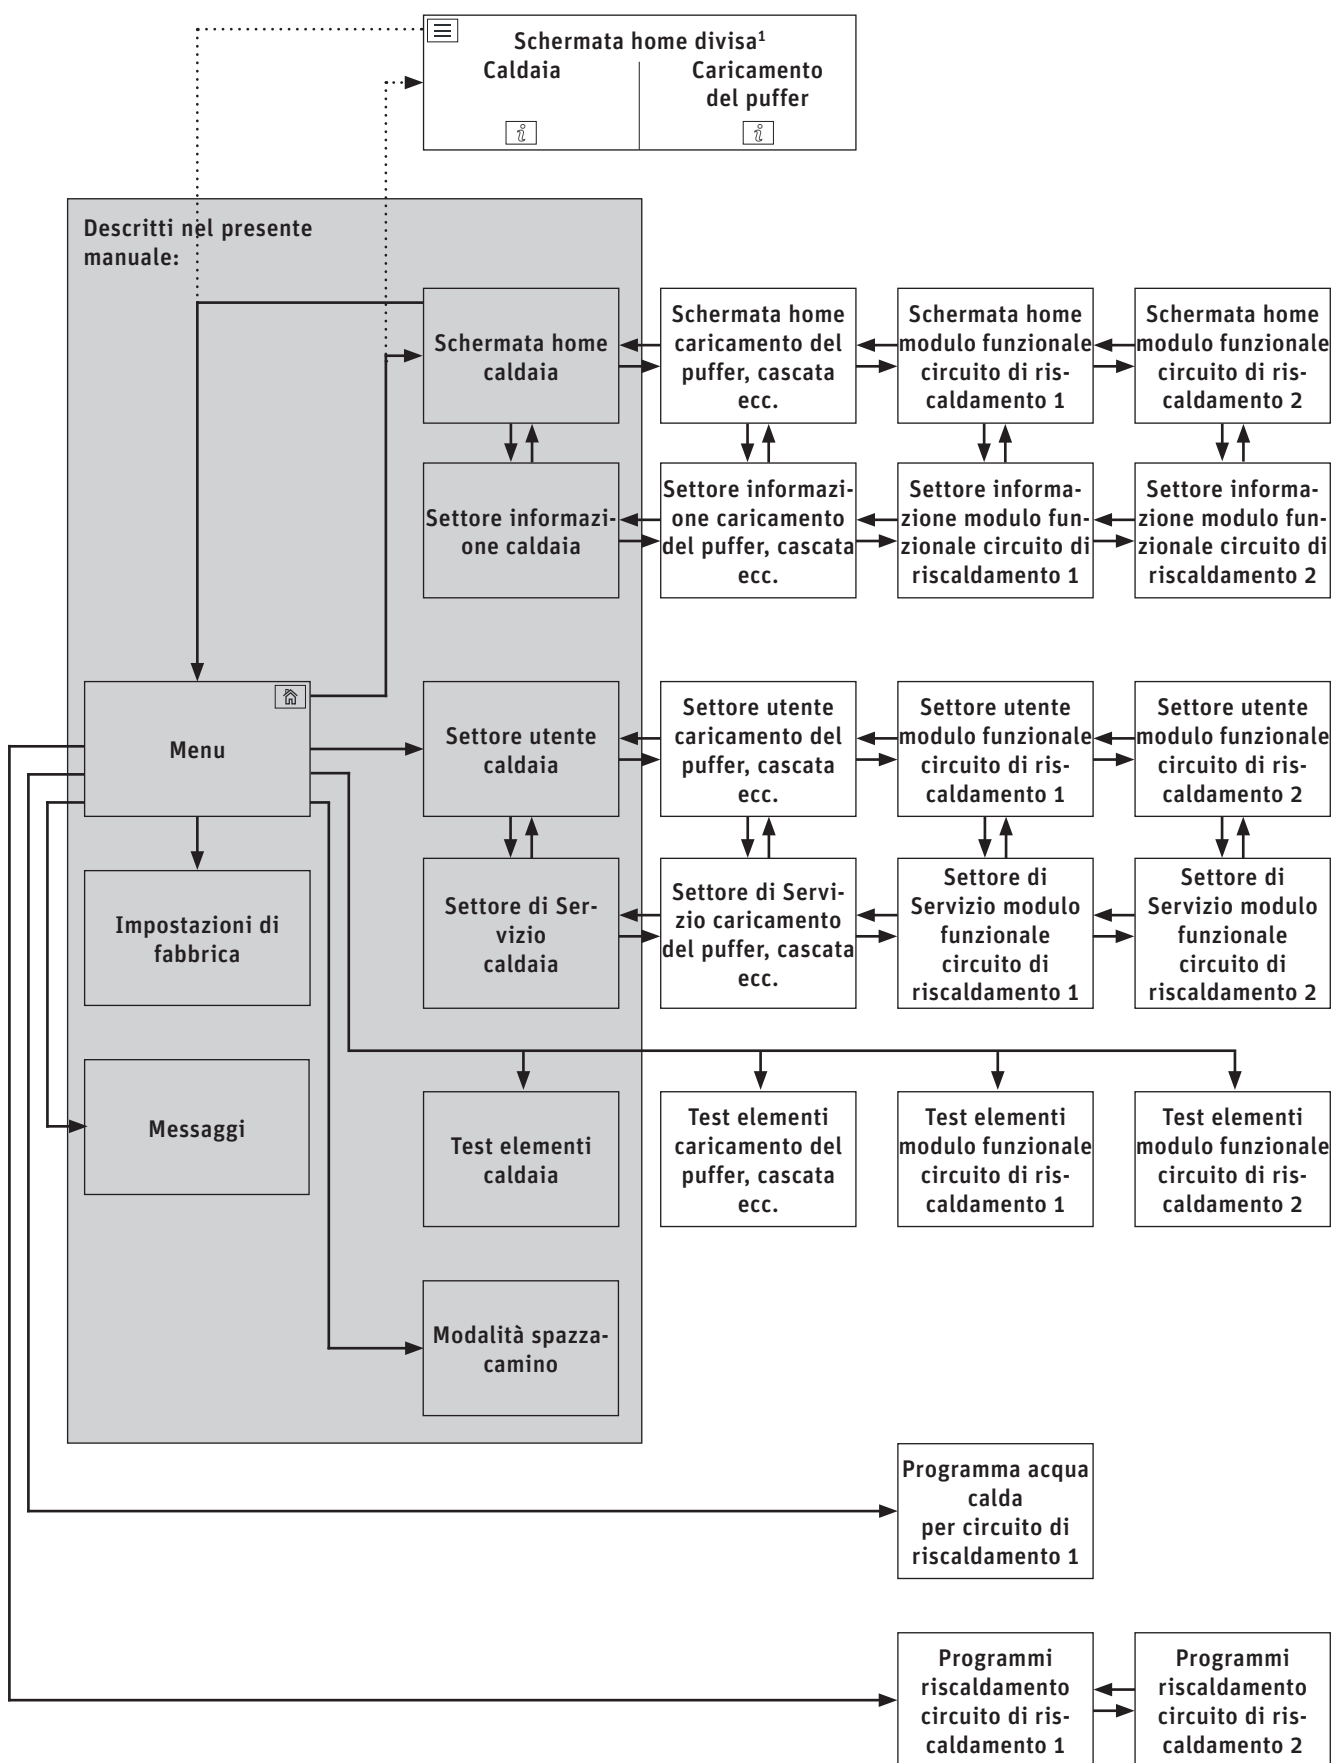 Schermata home divisa¹
Caldaia
Caricamento
del puffer
i
i
Descritti nel presente
manuale:
Schermata home
caldaia
Schermata home
caricamento del
puffer, cascata
ecc.
Schermata home
modulo funzionale
circuito di ris-
caldamento 1
Schermata home
modulo funzionale
circuito di ris-
caldamento 2
Settore informazi-
one caldaia
Settore informazi-
one caricamento
del puffer, cascata
ecc.
Settore informa-
zione modulo fun-
zionale circuito di
riscaldamento 1
Settore informa-
zione modulo fun-
zionale circuito di
riscaldamento 2
Menu
Settore utente
caldaia
Settore utente
caricamento del
puffer, cascata
ecc.
Settore utente
modulo funzionale
circuito di ris-
caldamento 1
Settore utente
modulo funzionale
circuito di ris-
caldamento 2
Impostazioni di
fabbrica
Settore di Ser-
vizio
caldaia
Settore di Servi-
zio caricamento
del puffer, cascata
ecc.
Settore di
Servizio modulo
funzionale
circuito di
riscaldamento 1
Settore di
Servizio modulo
funzionale
circuito di
riscaldamento 2
Messaggi
Test elementi
caldaia
Test elementi
caricamento del
puffer, cascata
ecc.
Test elementi
modulo funzionale
circuito di ris-
caldamento 1
Test elementi
modulo funzionale
circuito di ris-
caldamento 2
Modalità spazza-
camino
Programma acqua
calda
per circuito di
riscaldamento 1
Programmi
riscaldamento
circuito di ris-
caldamento 1
Programmi
riscaldamento
circuito di ris-
caldamento 2